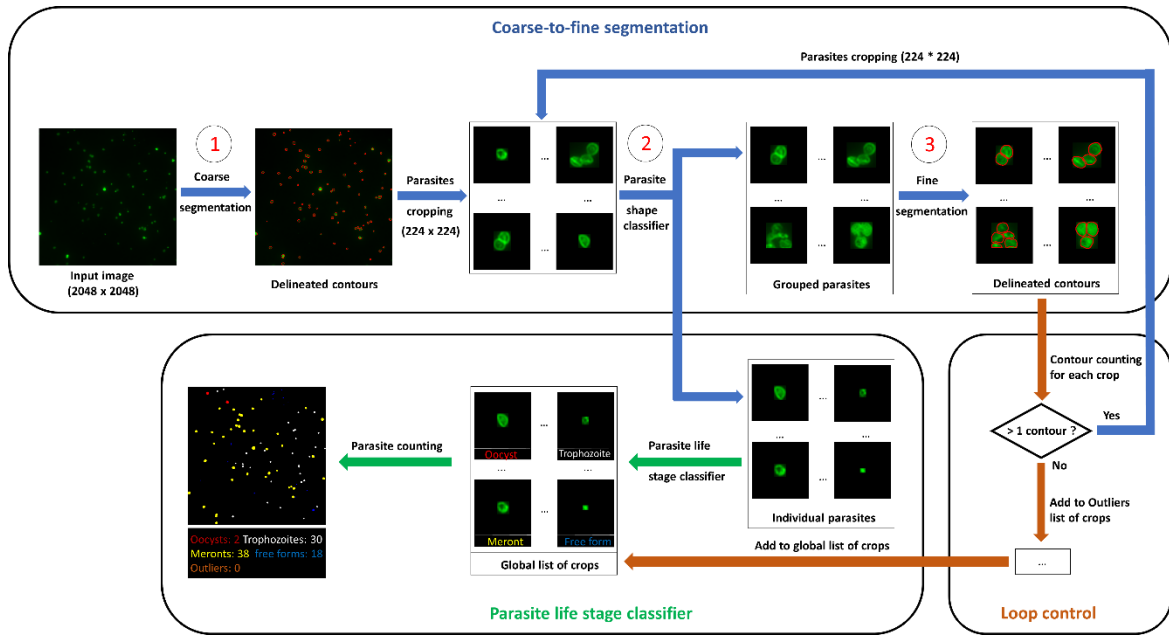 Coarse-to-fine segmentation
Parasites cropping (224 * 224)
1
Coarse
segmentation
Input image
(2048 x 2048)
Delineated contours
Parasites
cropping
(224 x 224)
...
...
...
...
2
Parasite
shape
classifier
...
...
...
...
Grouped parasites
3
Fine
segmentation
...
...
...
...
Delineated contours
Contour counting
for each crop
> 1 contour ?
Yes
No
Add to Outliers
list of crops
...
Loop control
...
...
...
...
Individual parasites
Parasite life
stage classifier
...
Oocyst
Trophozoite
...
...
...
Meront
Free form
Global list of crops
Add to global list of crops
Parasite counting
Oocysts: 2 Trophozoites: 30
Meronts: 38 free forms: 18
Outliers: 0
Parasite life stage classifier